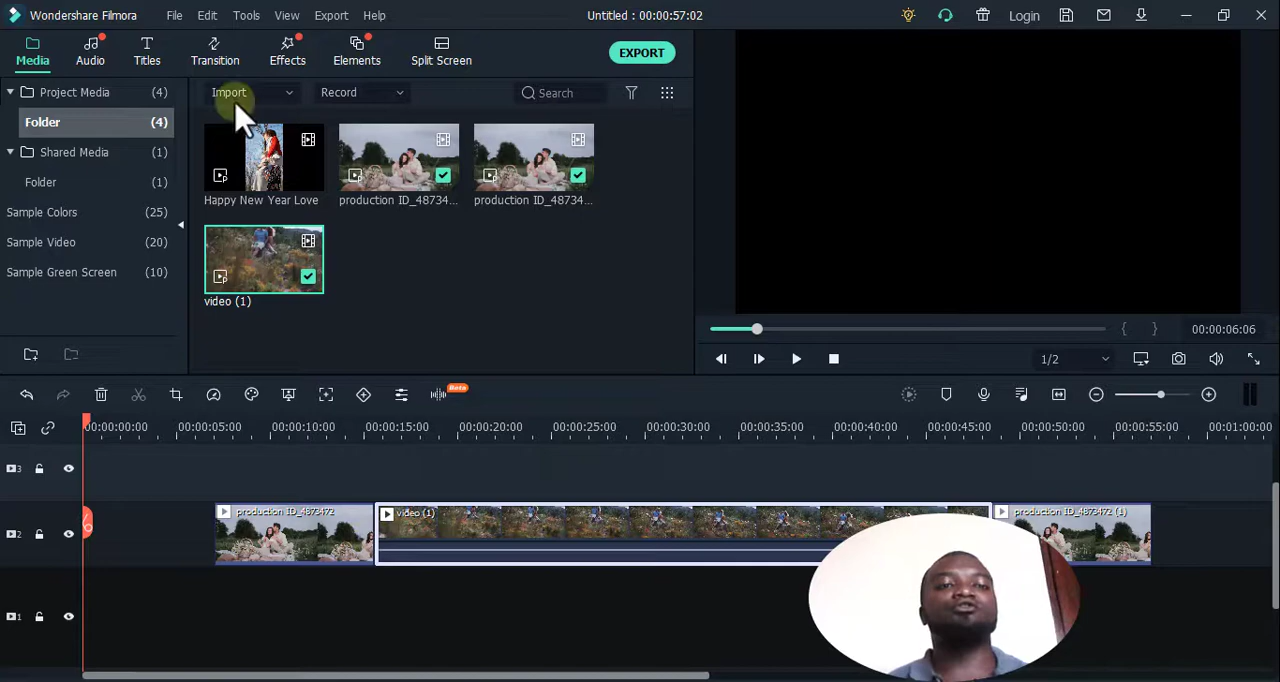 Wondershare Filmora File Edit Tools View Export Help Untitled : 00:00:57:02 Login
Media Audio Titles Transition Effects Elements Split Screen EXPORT
Project Media (4)
Folder (4)
Shared Media (1)
Folder (1)
Sample Colors (25)
Sample Video (20)
Sample Green Screen (10)
Import Record Search
Happy New Year Love production ID_48734... production ID_48734...
video (1)
{ } 00:00:06:06
1/2
Beta
00:00:00:00 00:00:05:00 00:00:10:00 00:00:15:00 00:00:20:00 00:00:25:00 00:00:30:00 00:00:35:00 00:00:40:00 00:00:45:00 00:00:50:00 00:00:55:00 00:01:00:00
3
2 production ID_4873472 video (1) production ID_4873472 (1)
1